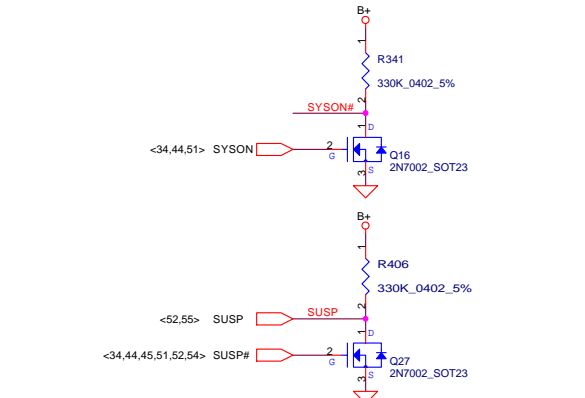 B+
1
R341
330K_0402_5%
2
SYSON#
1 D
<34,44,51> SYSON
2
G
Q16
2N7002_SOT23
3 S
B+
1
R406
330K_0402_5%
2
<52,55> SUSP
SUSP
1 D
<34,44,45,51,52,54> SUSP#
2
G
Q27
2N7002_SOT23
3 S